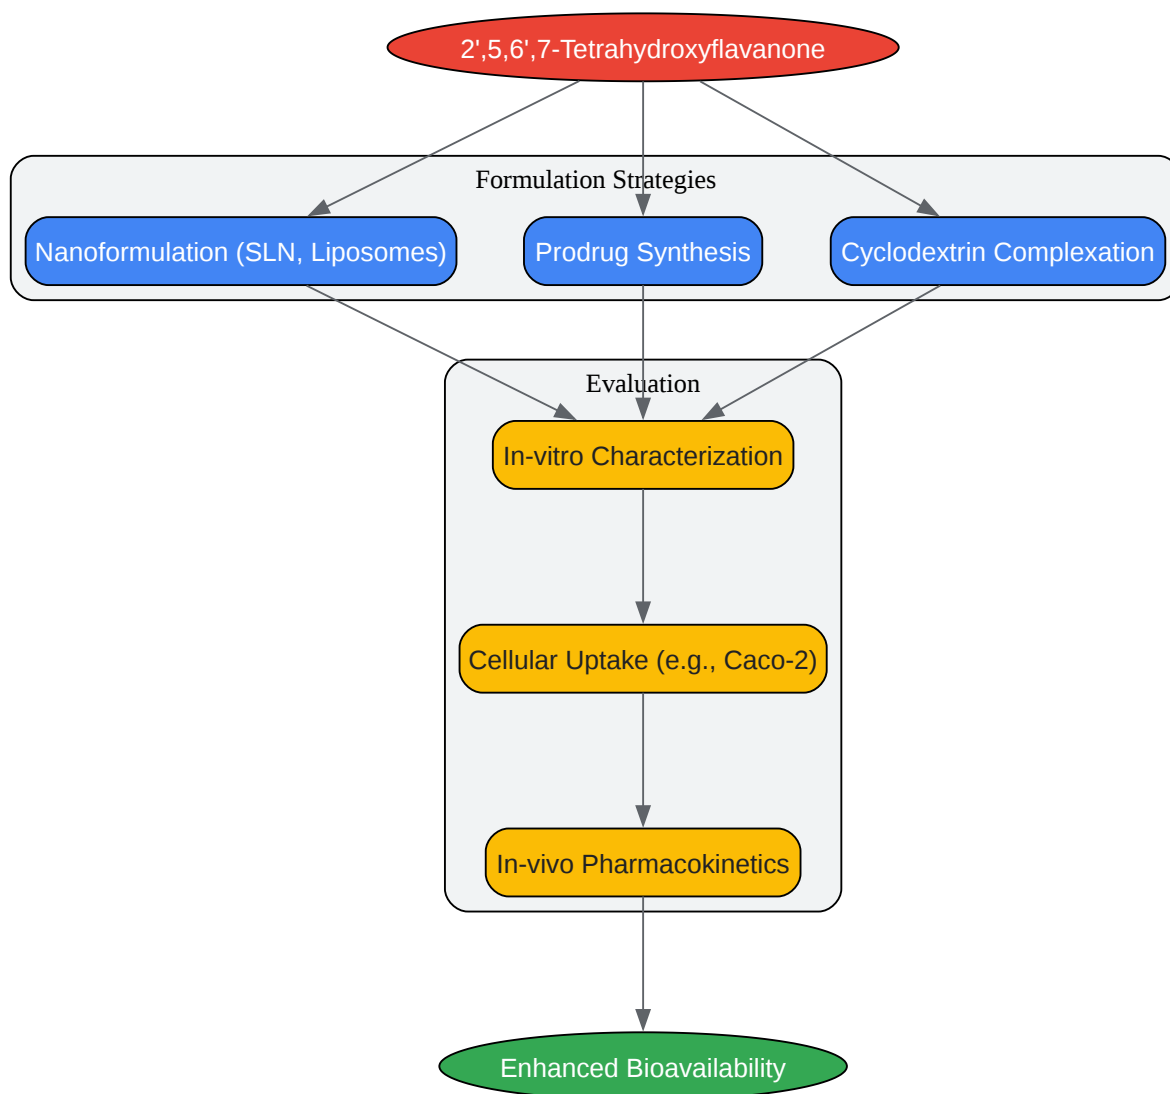 2',5,6',7-Tetrahydroxyflavanone
Formulation Strategies
Nanoformulation (SLN, Liposomes)
Prodrug Synthesis
Cyclodextrin Complexation
Evaluation
In-vitro Characterization
Cellular Uptake (e.g., Caco-2)
In-vivo Pharmacokinetics
Enhanced Bioavailability